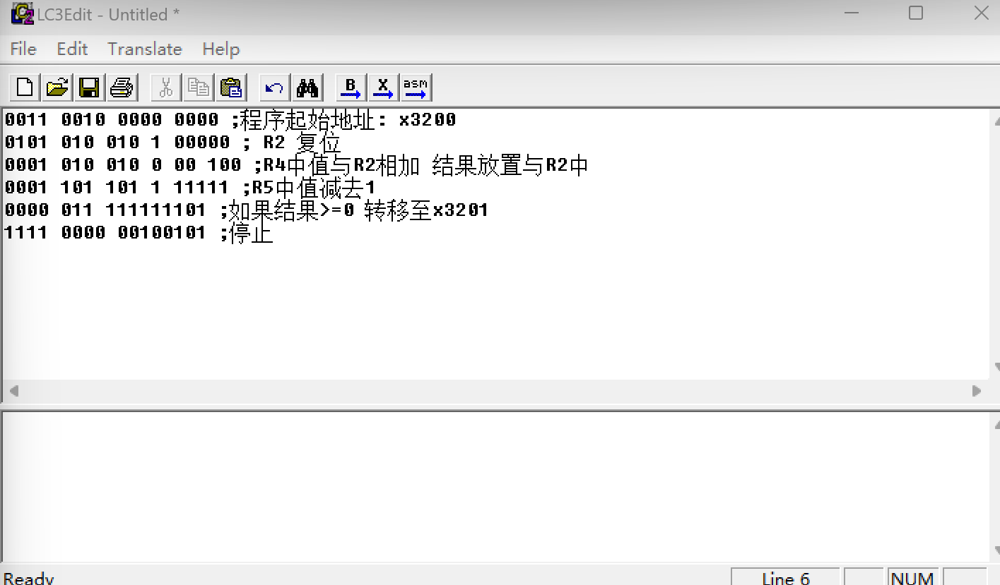 LC3Edit - Untitled *
File Edit Translate Help
B X asm
0011 0010 0000 0000 ;程序起始地址: x3200
0101 010 010 1 00000 ; R2 复位
0001 010 010 0 00 100 ;R4中值与R2相加 结果放置与R2中
0001 101 101 1 11111 ;R5中值减去1
0000 011 111111101 ;如果结果>=0 转移至x3201
1111 0000 00100101 ;停止
Ready Line 6 NUM